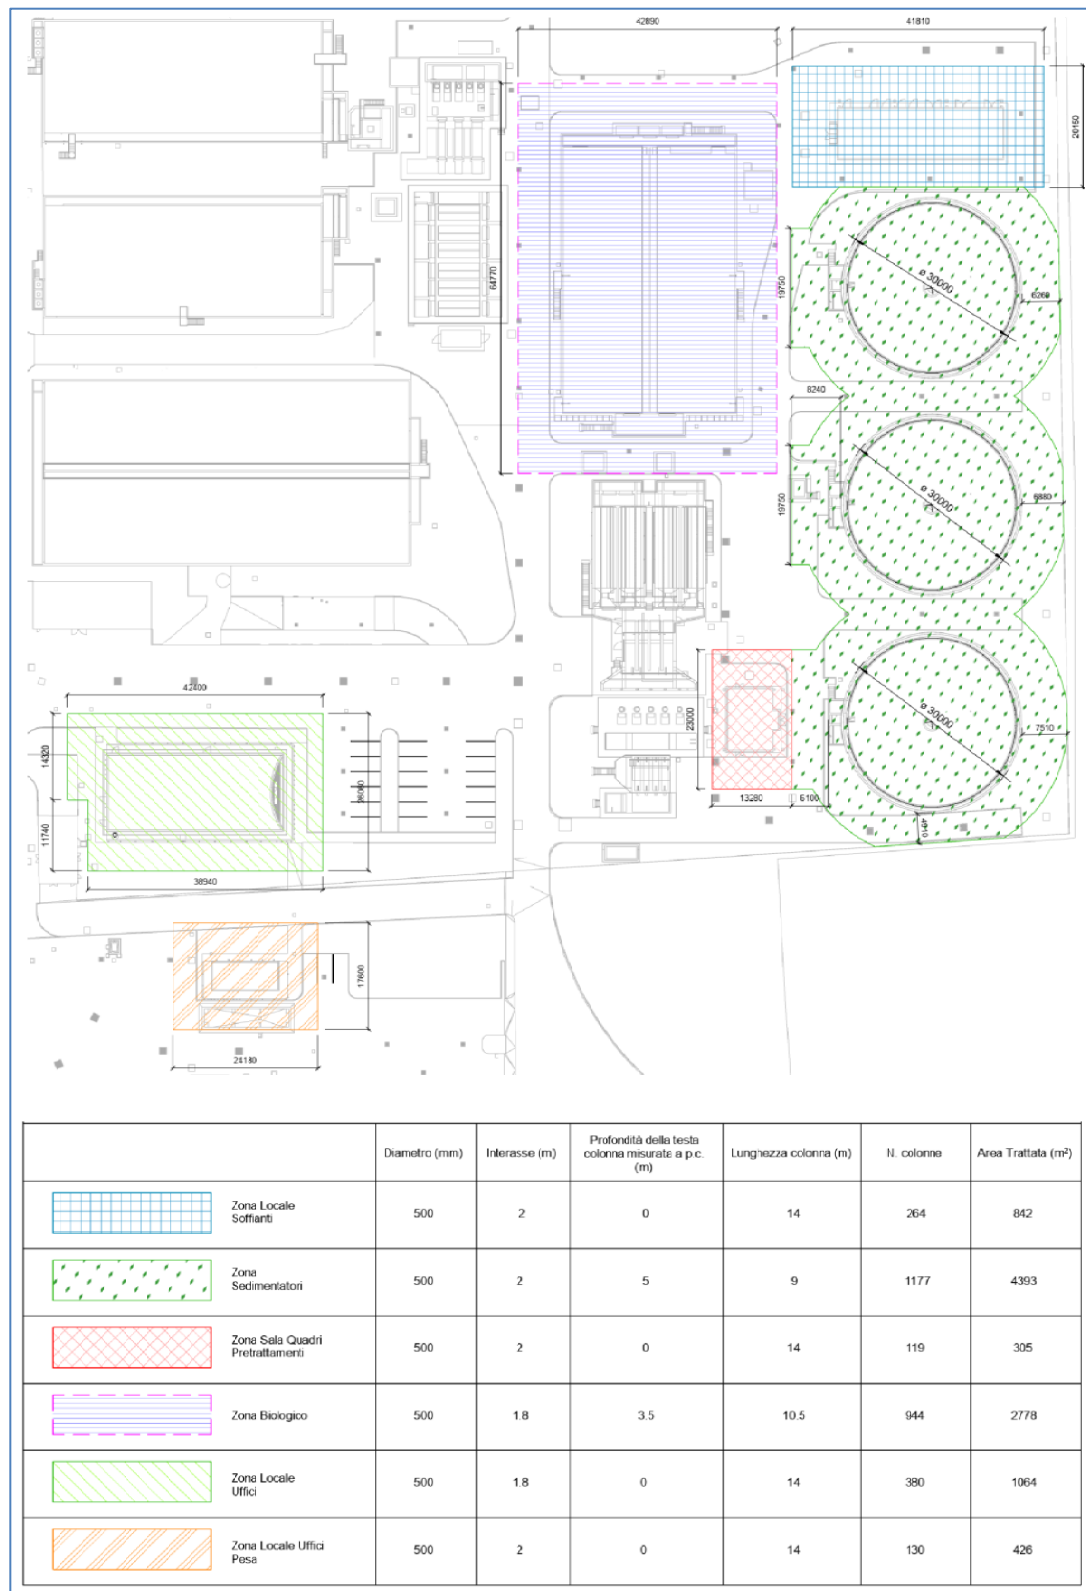 42890
41810
20150
64770
19750
ø 30000
6260
8240
19750
ø 30000
6880
42400
23000
ø 30000
7510
14320
26060
13280
6100
4910
11740
38940
17600
24180
Diametro (mm)
Interasse (m)
Profondità della testa
colonna misurata a p.c.
(m)
Lunghezza colonna (m)
N. colonne
Area Trattata (m²)
Zona Locale
Soffianti
500
2
0
14
264
842
Zona
Sedimentatori
500
2
5
9
1177
4393
Zona Sala Quadri
Pretrattamenti
500
2
0
14
119
305
Zona Biologico
500
1.8
3.5
10.5
944
2778
Zona Locale
Uffici
500
1.8
0
14
380
1064
Zona Locale Uffici
Pesa
500
2
0
14
130
426